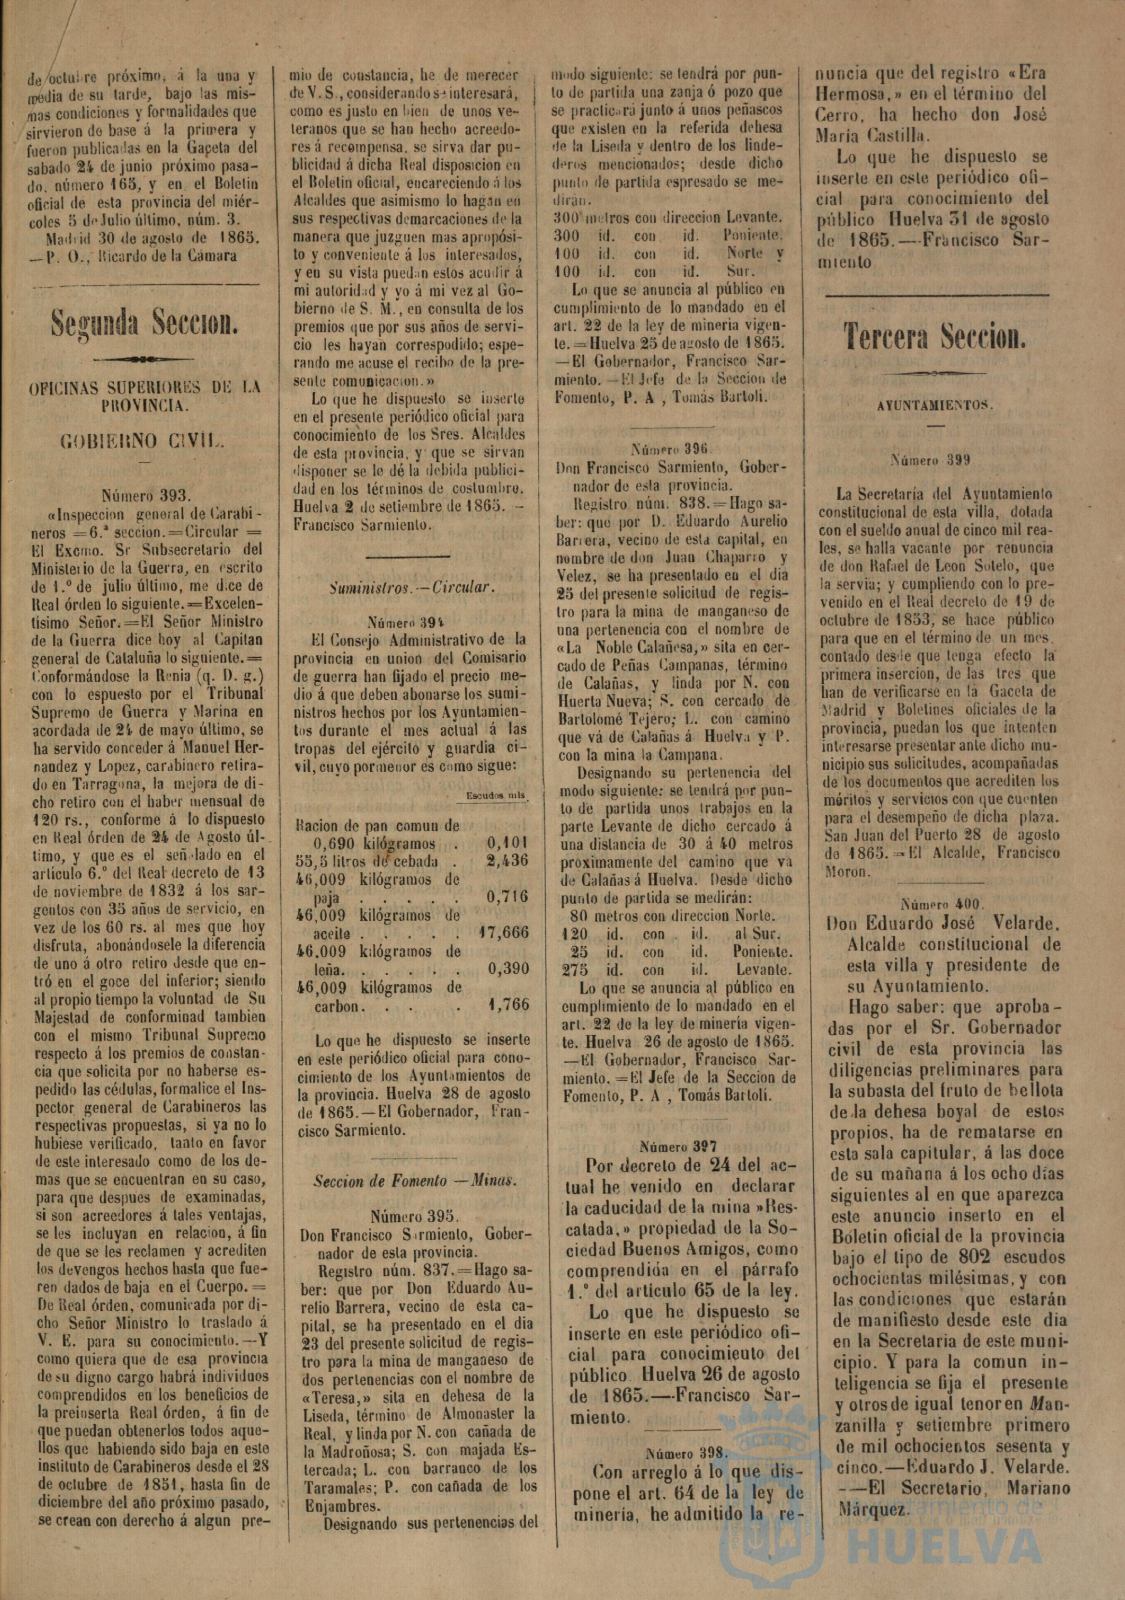 de octubre próximo, á la una y
media de su tarde, bajo las mis-
mas condiciones y formalidades que
sirvieron de base á la primera y
fueron publicadas en la Gaceta del
sabado 24 de junio próximo pasa-
do, número 165, y en el Boletin
oficial de esta provincia del miér-
coles 5 de Julio último, núm. 3.
Madrid 30 de agosto de 1865.
—P. O., Ricardo de la Cámara
Segunda Seccion.
OFICINAS SUPERIORES DE LA
PROVINCIA.
GOBIERNO CIVIL.
Número 393.
«Inspeccion general de Carabi-
neros =6.ª seccion.=Circular =
El Excmo. Sr Subsecretario del
Ministerio de la Guerra, en escrito
de 1.º de julio último, me dice de
Real órden lo siguiente.=Excelen-
tísimo Señor.=El Señor Ministro
de la Guerra dice hoy al Capitan
general de Cataluña lo siguiente.=
Conformándose la Renia (q. D. g.)
con lo espuesto por el Tribunal
Supremo de Guerra y Marina en
acordada de 24 de mayo último, se
ha servido conceder á Manuel Her-
nandez y Lopez, carabinero retira-
do en Tarragona, la mejora de di-
cho retiro con el haber mensual de
120 rs., conforme á lo dispuesto
en Real órden de 24 de Agosto úl-
timo, y que es el señalado en el
artículo 6.º del Real decreto de 13
de noviembre de 1832 á los sar-
gentos con 35 años de servicio, en
vez de los 60 rs. al mes que hoy
disfruta, abonándosele la diferencia
de uno á otro retiro desde que en-
tró en el goce del inferior; siendo
al propio tiempo la voluntad de Su
Majestad de conforminad tambien
con el mismo Tribunal Supremo
respecto á los premios de constan-
cia que solicita por no haberse es-
pedido las cédulas, formalice el Ins-
pector general de Carabineros las
respectivas propuestas, si ya no lo
hubiese verificado, tanto en favor
de este interesado como de los de-
mas que se encuentran en su caso,
para que despues de examinadas,
si son acreedores á tales ventajas,
se les incluyan en relacion, á fin
de que se les reclamen y acrediten
los devengos hechos hasta que fue-
ren dados de baja en el Cuerpo.=
De Real órden, comunicada por di-
cho Señor Ministro lo traslado á
V. E. para su conocimiento.—Y
como quiera que de esa provincia
de su digno cargo habrá individuos
comprendidos en los beneficios de
la preinserta Real órden, á fin de
que puedan obtenerlos todos aque-
llos que habiendo sido baja en este
instituto de Carabineros desde el 28
de octubre de 1851, hasta fin de
diciembre del año próximo pasado,
se crean con derecho á algun pre-
mio de constancia, he de merecer
de V. S., considerando se interesará,
como es justo en bien de unos ve-
teranos que se han hecho acreedo-
res á recompensa, se sirva dar pu-
blicidad á dicha Real disposicion en
el Boletin oficial, encareciendo á los
Alcaldes que asimismo lo hagan en
sus respectivas demarcaciones de la
manera que juzguen mas apropósi-
to y conveniente á los interesados,
y en su vista puedan estos acudir á
mi autoridad y yo á mi vez al Go-
bierno de S. M., en consulta de los
premios que por sus años de servi-
cio les hayan correspodido; espe-
rando me acuse el recibo de la pre-
sente comunicacion.»
Lo que he dispuesto se inserte
en el presente periódico oficial para
conocimiento de los Sres. Alcaldes
de esta provincia, y que se sirvan
disponer se le dé la debida publici-
dad en los términos de costumbre.
Huelva 2 de setiembre de 1865. -
Francisco Sarmiento.
Suministros.—Circular.
Número 394
El Consejo Administrativo de la
provincia en union del Comisario
de guerra han fijado el precio me-
dio á que deben abonarse los sumi-
nistros hechos por los Ayuntamien-
tos durante el mes actual á las
tropas del ejército y guardia ci-
vil, cuyo pormenor es como sigue:
Escudos mls.
Racion de pan comun de
0,690 kilógramos . 0,101
55,5 litros de cebada . 2,436
46,009 kilógramos de
paja . . . . . 0,716
46,009 kilógramos de
aceite . . . . . 17,666
46.009 kilógramos de
leña. . . . . . 0,390
46,009 kilógramos de
carbon. . . . 1,766
Lo que he dispuesto se inserte
en este periódico oficial para cono-
cimiento de los Ayuntamientos de
la provincia. Huelva 28 de agosto
de 1865.—El Gobernador, Fran-
cisco Sarmiento.
Seccion de Fomento —Minas.
Número 395.
Don Francisco Sarmiento, Gober-
nador de esta provincia.
Registro núm. 837.=Hago sa-
ber: que por Don Eduardo Au-
relio Barrera, vecino de esta ca-
pital, se ha presentado en el dia
23 del presente solicitud de regis-
tro para la mina de manganeso de
dos pertenencias con el nombre de
«Teresa,» sita en dehesa de la
Liseda, término de Almonaster la
Real, y linda por N. con cañada de
la Madroñosa; S. con majada Es-
tercada; L. con barranco de los
Taramales; P. con cañada de los
Enjambres.
Designando sus pertenencias del
modo siguiente: se tendrá por pun-
to de partida una zanja ó pozo que
se practicará junto á unos peñascos
que existen en la referida dehesa
de la Liseda y dentro de los linde-
deros mencionados; desde dicho
punto de partida espresado se me-
dirán.
300 metros con direccion Levante.
300 id. con id. Poniente.
100 id. con id. Norte y
100 id. con id. Sur.
Lo que se anuncia al público en
cumplimiento de lo mandado en el
art. 22 de la ley de mineria vigen-
te.=Huelva 25 de agosto de 1865.
—El Gobernador, Francisco Sar-
miento. —El Jefe de la Seccion de
Fomento, P. A , Tomás Bartoli.
Número 396
Don Francisco Sarmiento, Gober-
nador de esta provincia.
Registro núm. 838.=Hago sa-
ber: que por D. Eduardo Aurelio
Barrera, vecino de esta capital, en
nombre de don Juan Chaparro y
Velez, se ha presentado en el dia
25 del presente solicitud de regis-
tro para la mina de manganeso de
una pertenencia con el nombre de
«La Noble Calañesa,» sita en cer-
cado de Peñas Campanas, término
de Calañas, y linda por N. con
Huerta Nueva; S. con cercado de
Bartolomé Tejero; L. con camino
que vá de Calañas á Huelva y P.
con la mina la Campana.
Designando su pertenencia del
modo siguiente: se tendrá por pun-
to de partida unos trabajos en la
parte Levante de dicho cercado á
una distancia de 30 á 40 metros
próximamente del camino que va
de Calañas á Huelva. Desde dicho
punto de partida se medirán:
80 metros con direccion Norte.
120 id. con . id. al Sur.
25 id. con id. Poniente.
275 id. con id. Levante.
Lo que se anuncia al público en
cumplimiento de lo mandado en el
art. 22 de la ley de minería vigen-
te. Huelva 26 de agosto de 1865.
—El Gobernador, Francisco Sar-
miento. =El Jefe de la Seccion de
Fomento, P. A , Tomás Bartoli.
Número 397
Por decreto de 24 del ac-
tual he venido en declarar
la caducidad de la mina »Res-
catada,» propiedad de la So-
ciedad Buenos Amigos, como
comprendida en el párrafo
1.º del artículo 65 de la ley.
Lo que he dispuesto se
inserte en este periódico ofi-
cial para conocimiento del
público. Huelva 26 de agosto
de 1865.—Francisco Sar-
miento.
Número 398.
Con arreglo á lo que dis-
pone el art. 64 de la ley de
minería, he admitido la re-
nuncia que del registro «Era
Hermosa,» en el término del
Cerro, ha hecho don José
María Castilla.
Lo que he dispuesto se
inserte en este periódico ofi-
cial para conocimiento del
público Huelva 31 de agosto
de 1865.—Francisco Sar-
miento
Tercera Seccion.
AYUNTAMIENTOS.
Número 399
La Secretaría del Ayuntamiento
constitucional de esta villa, dotada
con el sueldo anual de cinco mil rea-
les, se halla vacante por renuncia
de don Rafael de Leon Sotelo, que
la servia; y cumpliendo con lo pre-
venido en el Real decreto de 19 de
octubre de 1853, se hace público
para que en el término de un mes,
contado desde que tenga efecto la
primera insercion, de las tres que
han de verificarse en la Gaceta de
Madrid y Boletines oficiales de la
provincia, puedan los que intenten
interesarse presentar ante dicho mu-
nicipio sus solicitudes, acompañadas
de los documentos que acrediten los
méritos y servicios con que cuenten
para el desempeño de dicha plaza.
San Juan del Puerto 28 de agosto
de 1865.=El Alcalde, Francisco
Moron.
Número 400.
Don Eduardo José Velarde,
Alcalde constitucional de
esta villa y presidente de
su Ayuntamiento.
Hago saber: que aproba-
das por el Sr. Gobernador
civil de esta provincia las
diligencias preliminares para
la subasta del fruto de bellota
de la dehesa boyal de estos
propios, ha de rematarse en
esta sala capitular, á las doce
de su mañana á los ocho días
siguientes al en que aparezca
este anuncio inserto en el
Boletin oficial de la provincia
bajo el tipo de 802 escudos
ochocientas milésimas, y con
las condiciones que estarán
de manifiesto desde este dia
en la Secretaria de este muni-
cipio. Y para la comun in-
teligencia se fija el presente
y otros de igual tenor en Man-
zanilla y setiembre primero
de mil ochocientos sesenta y
cinco.—Eduardo J. Velarde.
——El Secretario, Mariano
Márquez.
Ayuntamiento de
HUELVA